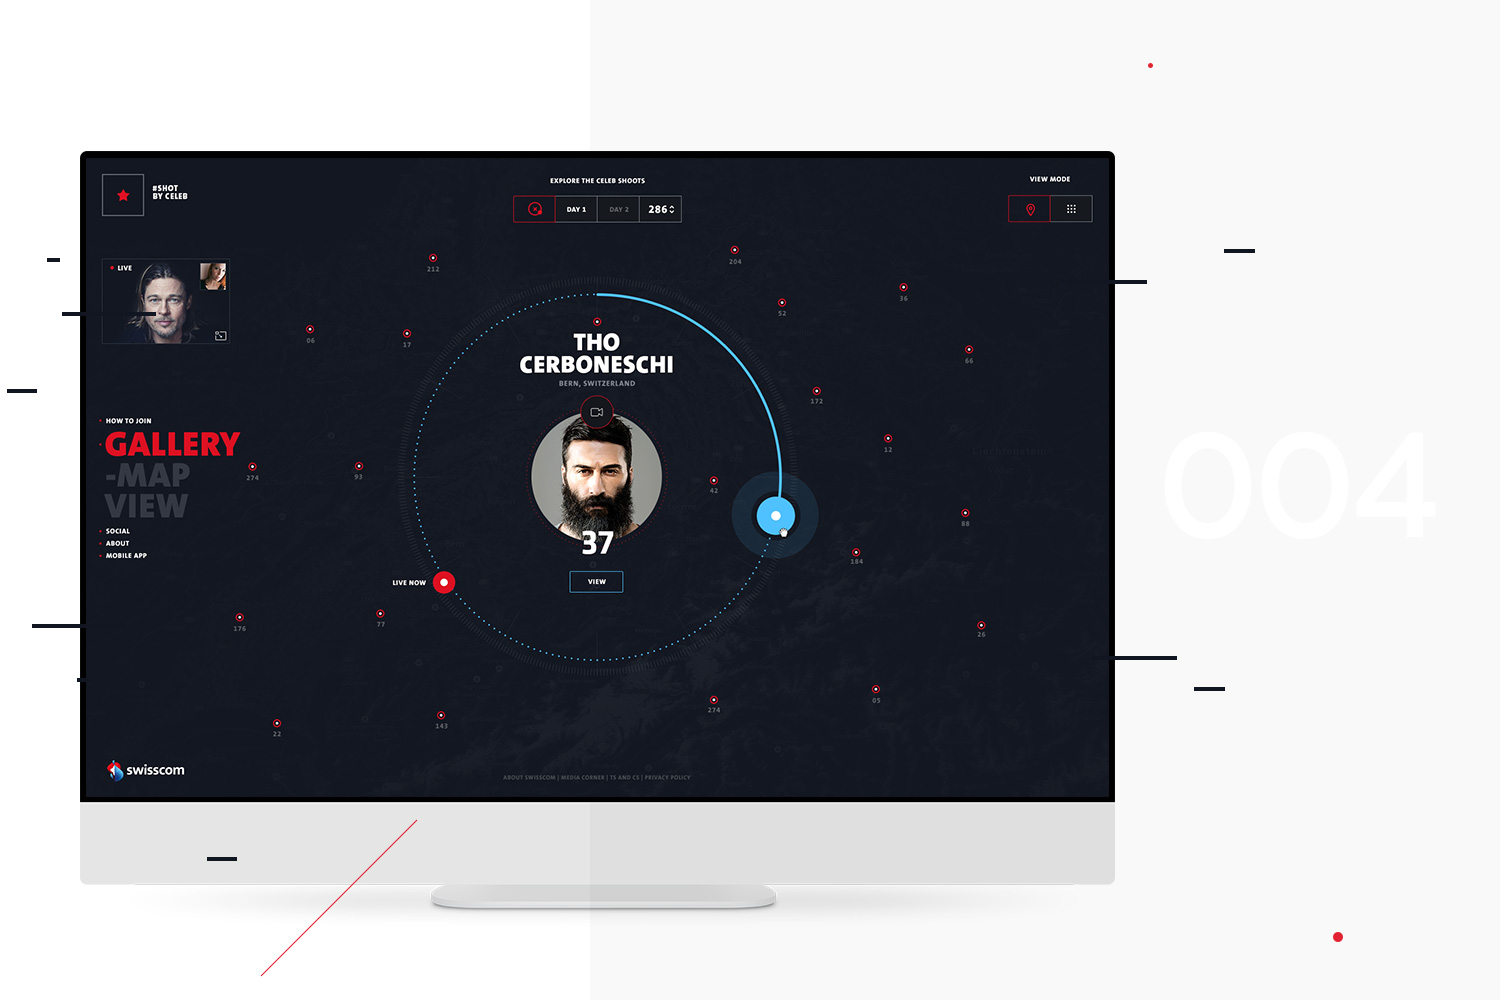 #SHOT
BY CELEB
EXPLORE THE CELEB SHOOTS
DAY 1
DAY 2
286
VIEW MODE
LIVE
212
204
36
52
06
17
66
172
12
274
93
42
88
184
176
77
26
274
05
143
22
THO
CERBONESCHI
BERN, SWITZERLAND
37
VIEW
LIVE NOW
HOW TO JOIN
GALLERY
-MAP
VIEW
SOCIAL
ABOUT
MOBILE APP
swisscom
ABOUT SWISSCOM | MEDIA CORNER | TS AND CS | PRIVACY POLICY
004